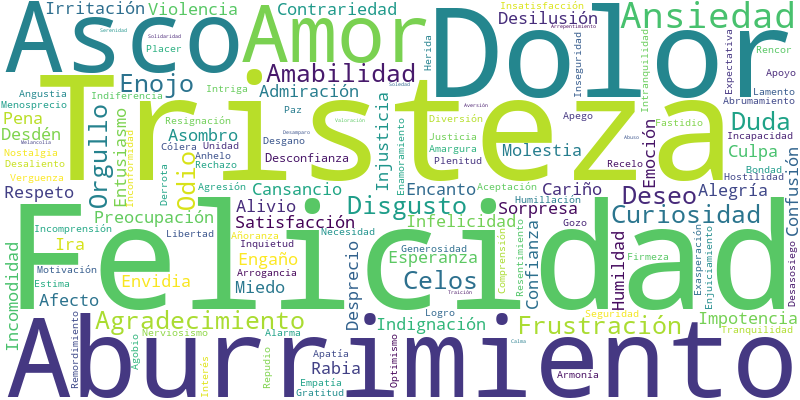 Irritación
Violencia
Contrariedad
Serenidad
Solidaridad
Placer
Asco
Amor
Dolor
Insatisfacción
Arrepentimiento
Desilusión
Ansiedad
Herida
Inseguridad
Intranquilidad
Expectativa
Rencor
Apoyo
Lamento
Abrumamiento
Angustia
Menosprecio
Indiferencia
Enojo
Intriga
Amabilidad
Admiración
Soledad
Paz
Tristeza
Aversión
Pena
Desdén
Melancolía
Nostalgia
Desaliento
Vergüenza
Inconformidad
Entusiasmo
Orgullo
Resignación
Asombro
Cólera
Unidad
Anhelo
Rechazo
Derrota
Odio
Agresión
Desgano
Desamparo
Desconfianza
Injusticia
Valoración
Enamoramiento
Diversión
Justicia
Amargura
Plenitud
Apego
Molestia
Fastidio
Recelo
Emoción
Abuso
Duda
Incapacidad
Culpa
Bondad
Hostilidad
Confusión
Respeto
Cansancio
Encanto
Aceptación
Cariño
Humillación
Deseo
Alegría
Preocupación
Alivio
Disgusto
Infelicidad
Sorpresa
Gozo
Curiosidad
Satisfacción
Añoranza
Necesidad
Incomprensión
Libertad
Inquietud
Felicidad
Ira
Engaño
Esperanza
Generosidad
Comprensión
Confianza
Humildad
Firmeza
Exasperación
Enjuiciamiento
Desasosiego
Incomodidad
Motivación
Estima
Envidia
Arrogancia
Miedo
Desprecio
Celos
Resentimiento
Traición
Afecto
Logro
Seguridad
Agradecimiento
Indignación
Frustración
Impotencia
Tranquilidad
Remordimiento
Agobio
Nerviosismo
Alarma
Repudio
Interés
Apatía
Rabia
Empatía
Gratitud
Optimismo
Calma
Armonía
Aburrimiento